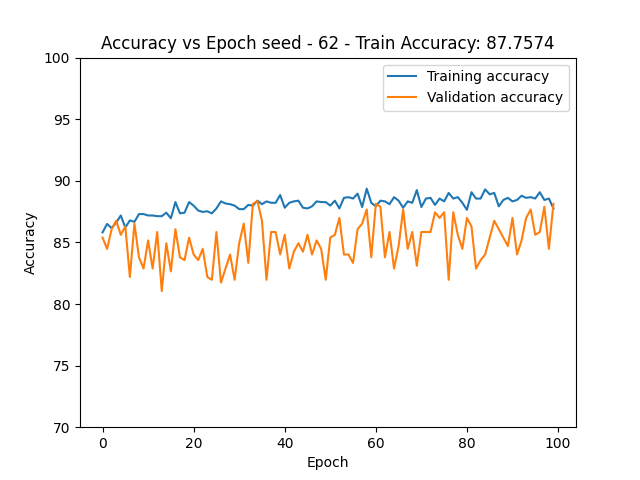 Accuracy vs Epoch seed - 62 - Train Accuracy: 87.7574
Training accuracy
Validation accuracy
100
95
90
85
80
75
70
Accuracy
0 20 40 60 80 100
Epoch